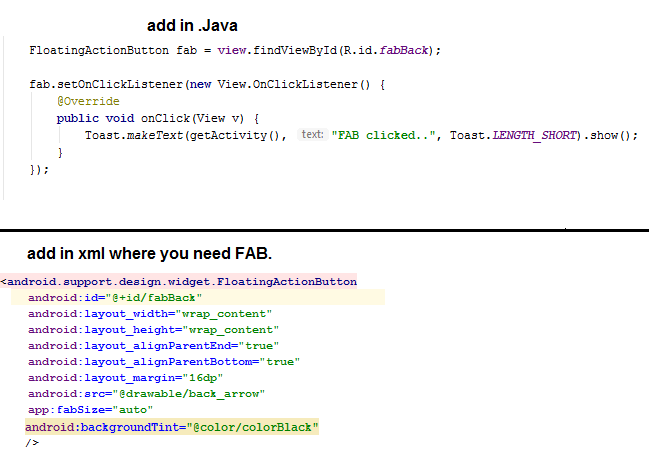 add in .Java
FloatingActionButton fab = view.findViewById(R.id.fabBack);
fab.setOnClickListener(new View.OnClickListener() {
@Override
public void onClick(View v) {
Toast.makeText(getActivity(), text: "FAB clicked..", Toast.LENGTH_SHORT).show();
}
});
add in xml where you need FAB.
<android.support.design.widget.FloatingActionButton
android:id="@+id/fabBack"
android:layout_width="wrap_content"
android:layout_height="wrap_content"
android:layout_alignParentEnd="true"
android:layout_alignParentBottom="true"
android:layout_margin="16dp"
android:src="@drawable/back_arrow"
app:fabSize="auto"
android:backgroundTint="@color/colorBlack"
/>